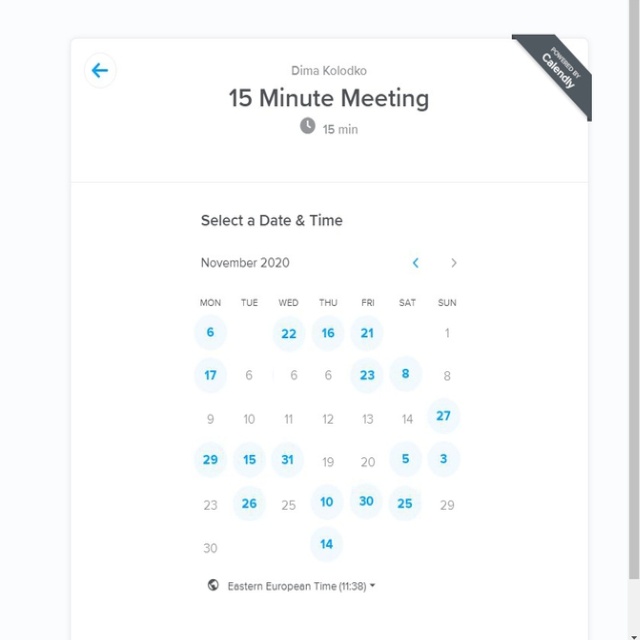 POWERED BY
Calendly
Dima Kolodko
15 Minute Meeting
15 min
Select a Date & Time
November 2020
MON TUE WED THU FRI SAT SUN
6 22 16 21 1
17 6 6 6 23 8 8
9 10 11 12 13 14 27
29 15 31 19 20 5 3
23 26 25 10 30 25 29
30 14
Eastern European Time (11:38)